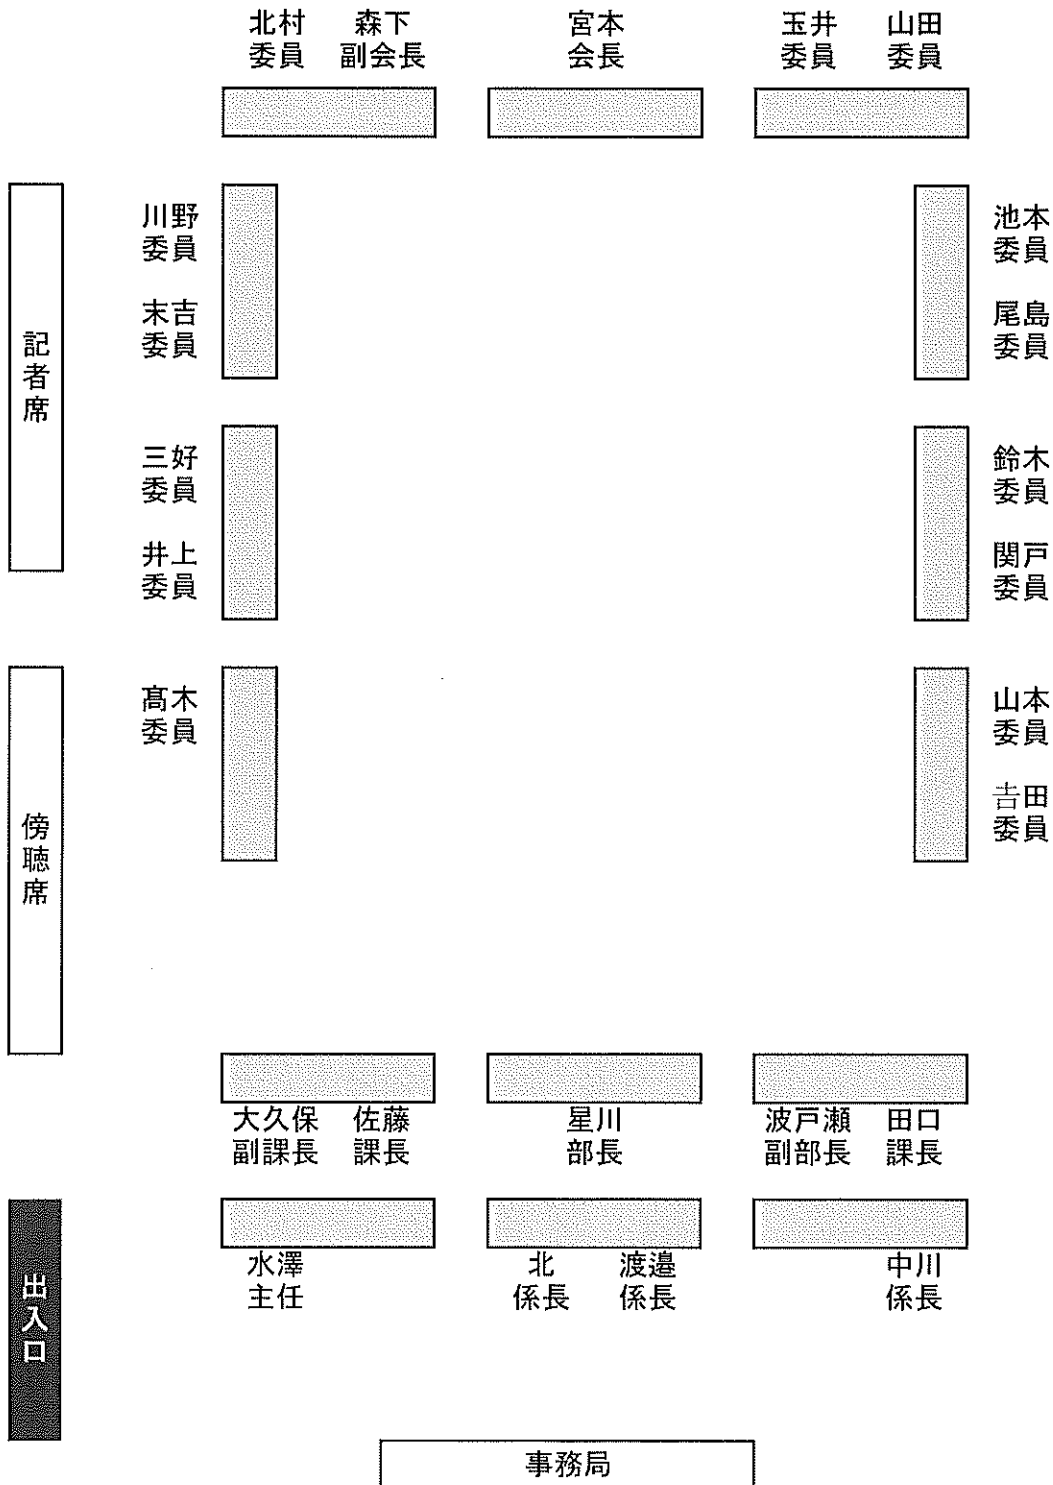 北村 森下 宮本 玉井 山田
委員 副会長 会長 委員 委員
川野
委員
末吉
委員
三好
委員
井上
委員
髙木
委員
池本
委員
尾島
委員
鈴木
委員
関戸
委員
山本
委員
𠮷田
委員
記者席
傍聴席
大久保 佐藤 星川 波戸瀬 田口
副課長 課長 部長 副部長 課長
水澤 北 渡邉 中川
主任 係長 係長 係長
出入口
事務局